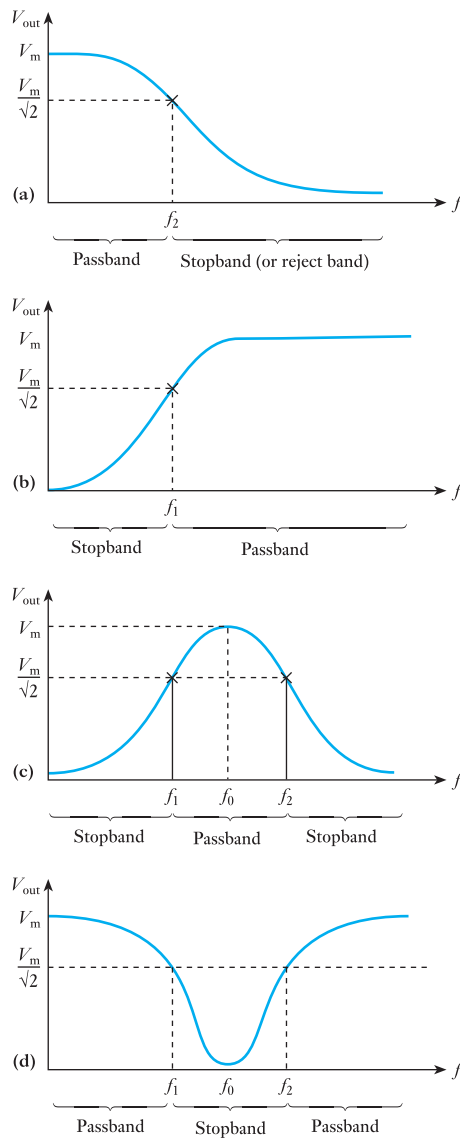 V_out
V_m
V_m/√2
(a)
f
f_2
Passband Stopband (or reject band)
V_out
V_m
V_m/√2
(b)
f
f_1
Stopband Passband
V_out
V_m
V_m/√2
(c)
f
f_1 f_0 f_2
Stopband Passband Stopband
V_out
V_m
V_m/√2
(d)
f
f_1 f_0 f_2
Passband Stopband Passband